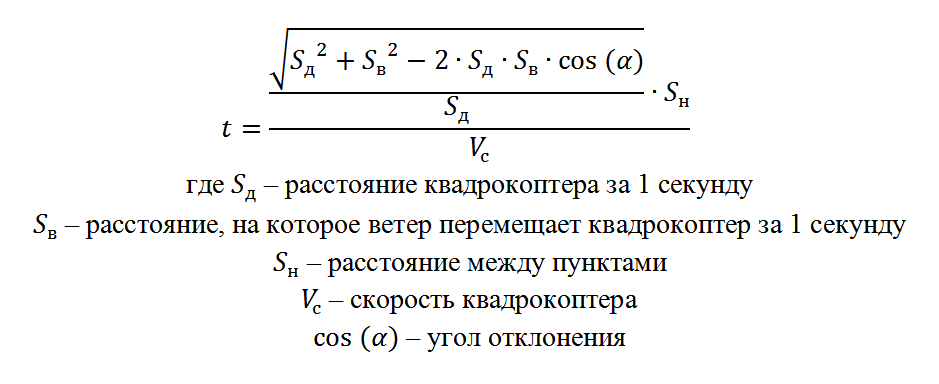 t = √(S_д² + S_в² − 2 · S_д · S_в · cos (α)) / S_д · S_н / V_с
где S_д – расстояние квадрокоптера за 1 секунду
S_в – расстояние, на которое ветер перемещает квадрокоптер за 1 секунду
S_н – расстояние между пунктами
V_с – скорость квадрокоптера
cos (α) – угол отклонения